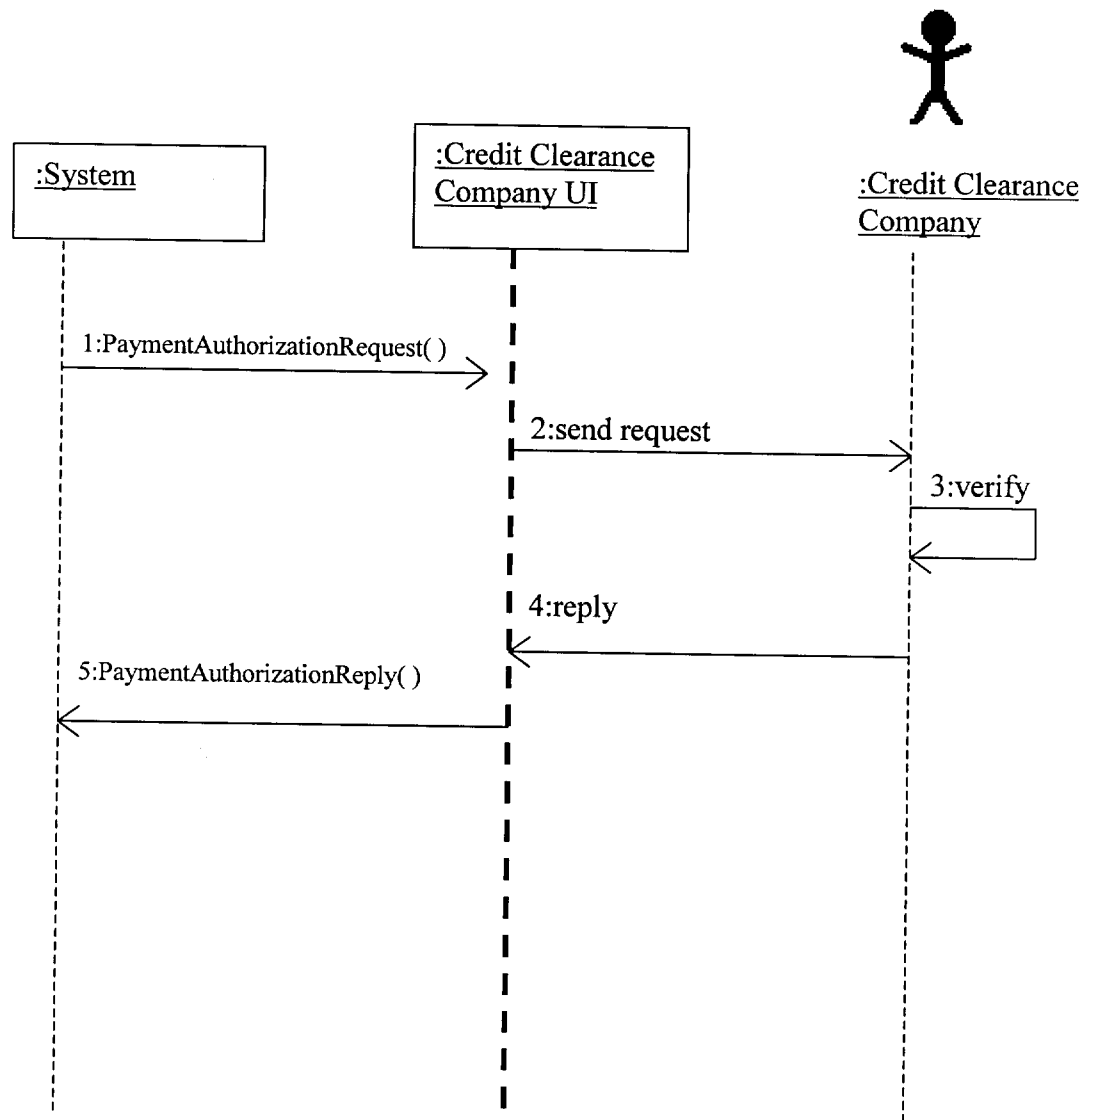 :System
:Credit Clearance
Company UI
:Credit Clearance
Company
1:PaymentAuthorizationRequest( )
2:send request
3:verify
4:reply
5:PaymentAuthorizationReply( )